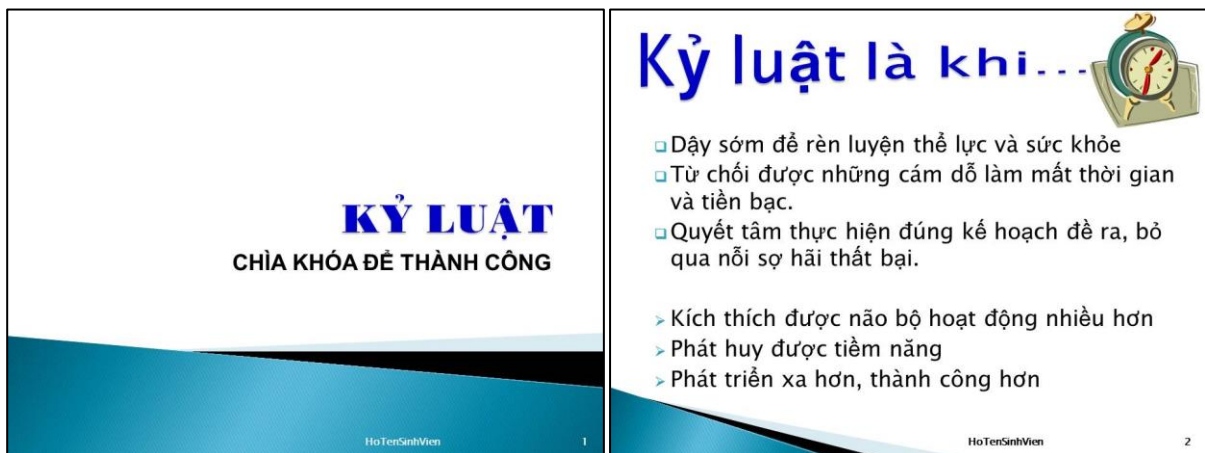 KỶ LUẬT
CHÌA KHÓA ĐỂ THÀNH CÔNG
HoTenSinhVien
1
Kỷ luật là khi...
Dậy sớm để rèn luyện thể lực và sức khỏe
Từ chối được những cám dỗ làm mất thời gian
và tiền bạc.
Quyết tâm thực hiện đúng kế hoạch đề ra, bỏ
qua nỗi sợ hãi thất bại.
Kích thích được não bộ hoạt động nhiều hơn
Phát huy được tiềm năng
Phát triển xa hơn, thành công hơn
HoTenSinhVien
2